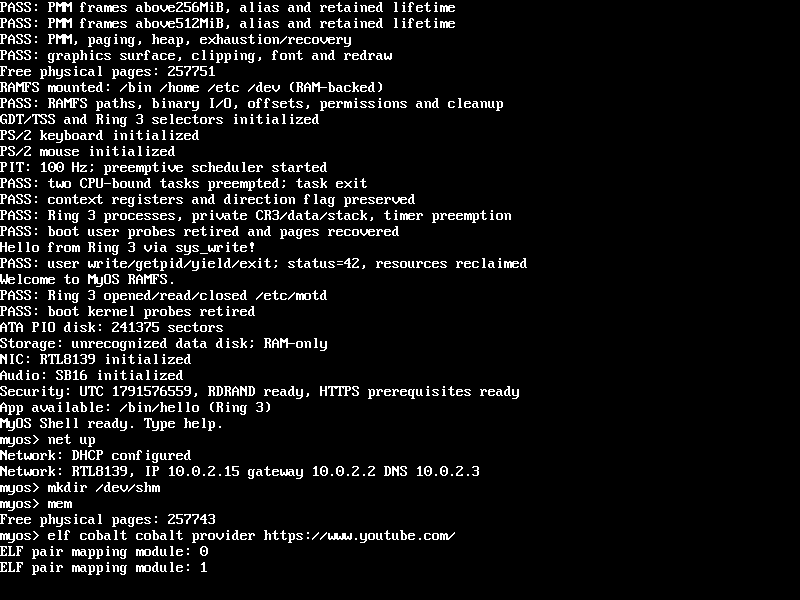 PASS: PMM frames above256MiB, alias and retained lifetime
PASS: PMM frames above512MiB, alias and retained lifetime
PASS: PMM, paging, heap, exhaustion/recovery
PASS: graphics surface, clipping, font and redraw
Free physical pages: 257751
RAMFS mounted: /bin /home /etc /dev (RAM-backed)
PASS: RAMFS paths, binary I/O, offsets, permissions and cleanup
GDT/TSS and Ring 3 selectors initialized
PS/2 keyboard initialized
PS/2 mouse initialized
PIT: 100 Hz; preemptive scheduler started
PASS: two CPU-bound tasks preempted; task exit
PASS: context registers and direction flag preserved
PASS: Ring 3 processes, private CR3/data/stack, timer preemption
PASS: boot user probes retired and pages recovered
Hello from Ring 3 via sys_write!
PASS: user write/getpid/yield/exit; status=42, resources reclaimed
Welcome to MyOS RAMFS.
PASS: Ring 3 opened/read/closed /etc/motd
PASS: boot kernel probes retired
ATA PIO disk: 241375 sectors
Storage: unrecognized data disk; RAM-only
NIC: RTL8139 initialized
Audio: SB16 initialized
Security: UTC 1791576559, RDRAND ready, HTTPS prerequisites ready
App available: /bin/hello (Ring 3)
MyOS Shell ready. Type help.
myos> net up
Network: DHCP configured
Network: RTL8139, IP 10.0.2.15 gateway 10.0.2.2 DNS 10.0.2.3
myos> mkdir /dev/shm
myos> mem
Free physical pages: 257743
myos> elf cobalt cobalt provider https://www.youtube.com/
ELF pair mapping module: 0
ELF pair mapping module: 1